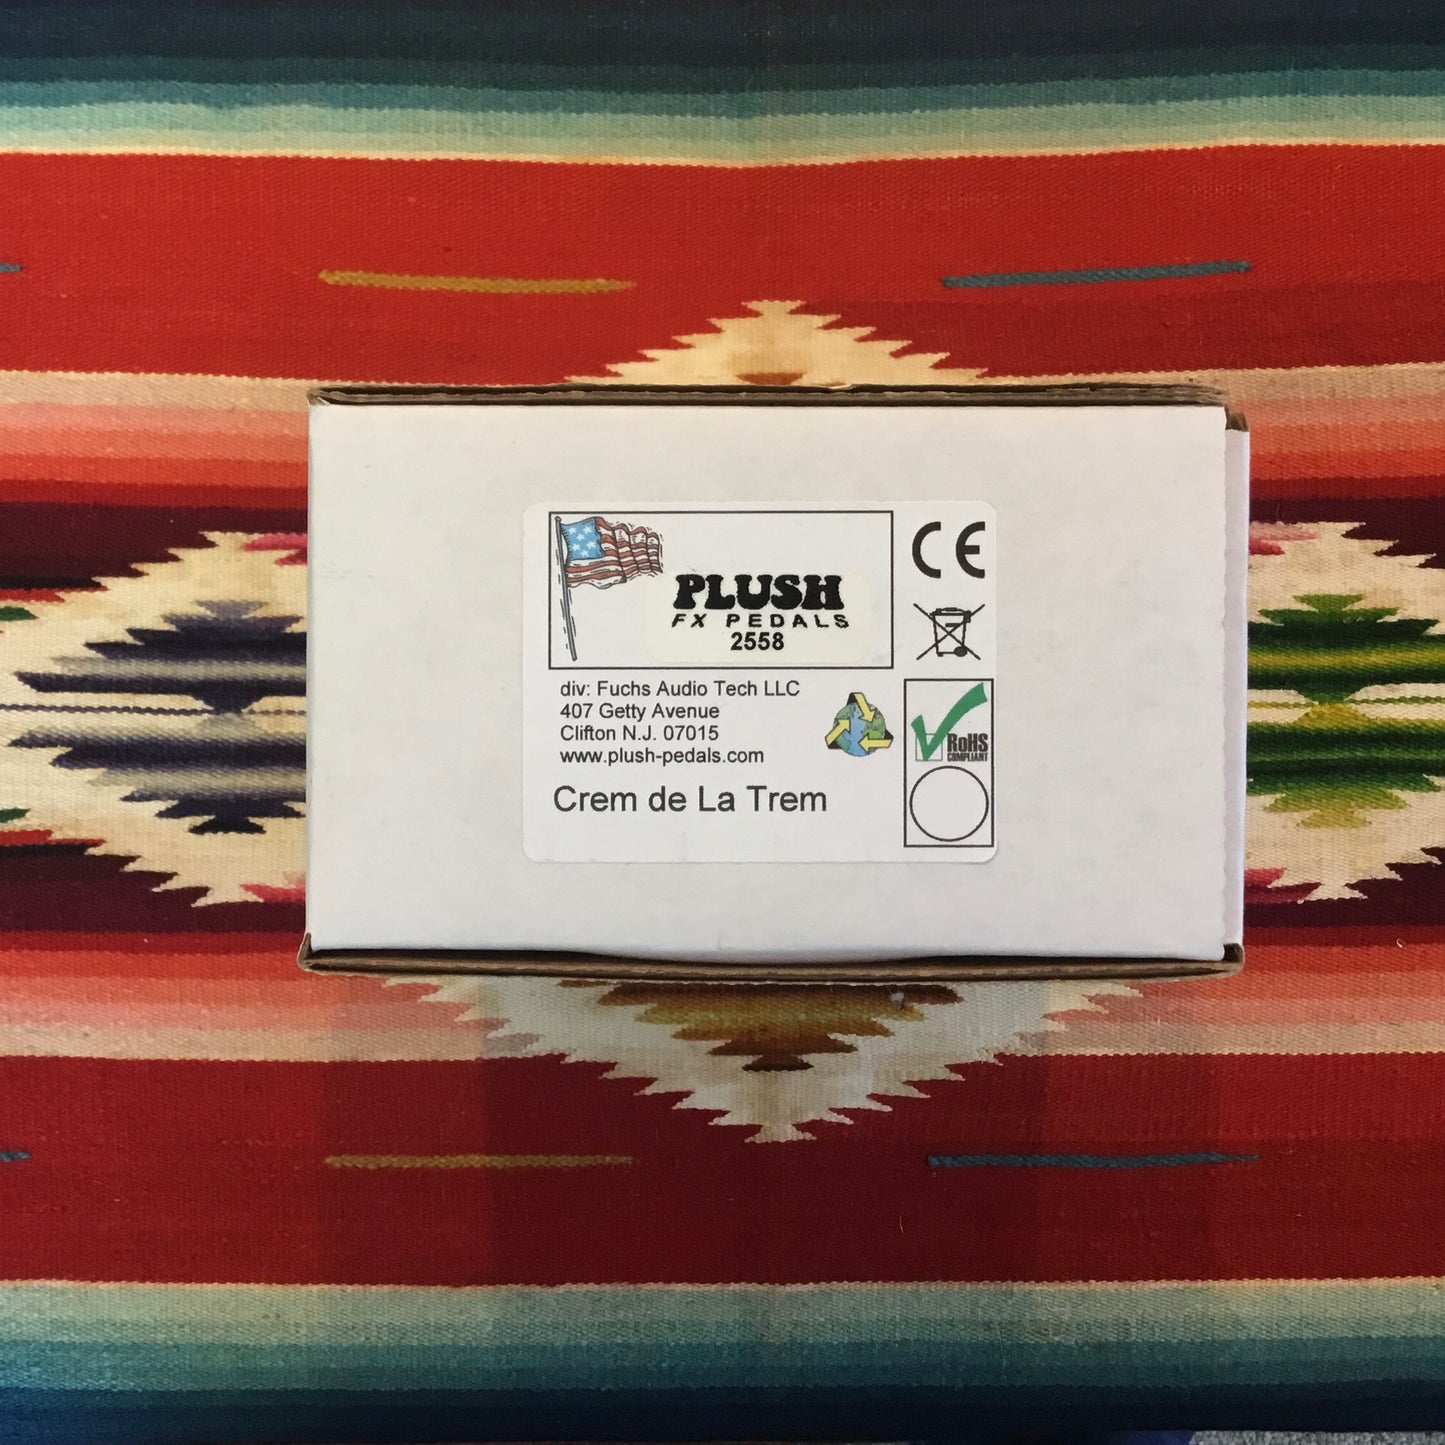 PLUSH
FX PEDALS
2558
CE
div: Fuchs Audio Tech LLC
407 Getty Avenue
Clifton N.J. 07015
www.plush-pedals.com
RoHS
COMPLIANT
Crem de La Trem